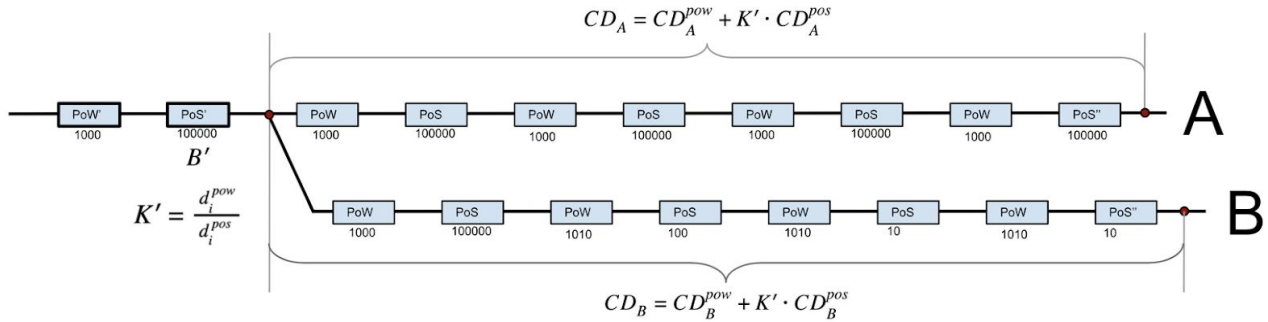 CD_A = CD_A^{pow} + K' · CD_A^{pos}
PoW' PoS' PoW PoS PoW PoS PoW PoS PoW PoS'' A
1000 100000 1000 100000 1000 100000 1000 100000 1000 100000
B'
K' = \frac{d_i^{pow}}{d_i^{pos}}
PoW PoS PoW PoS PoW PoS PoW PoS'' B
1000 100000 1010 100 1010 10 1010 10
CD_B = CD_B^{pow} + K' · CD_B^{pos}